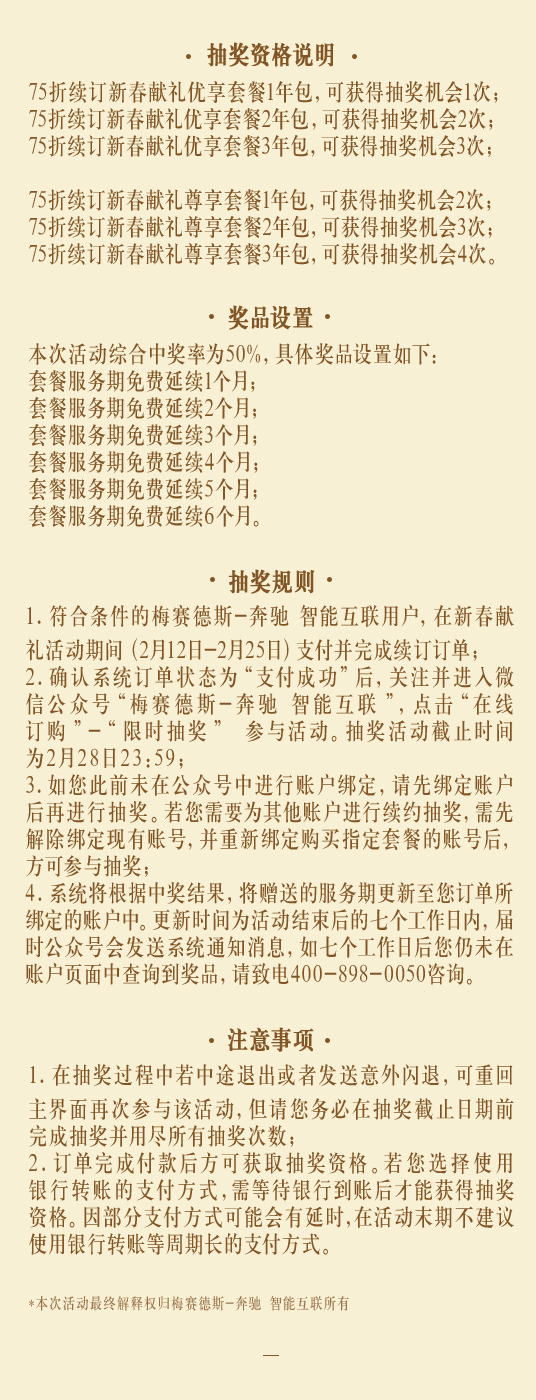 · 抽奖资格说明 ·
75折续订新春献礼优享套餐1年包, 可获得抽奖机会1次;
75折续订新春献礼优享套餐2年包, 可获得抽奖机会2次;
75折续订新春献礼优享套餐3年包, 可获得抽奖机会3次;
75折续订新春献礼尊享套餐1年包, 可获得抽奖机会2次;
75折续订新春献礼尊享套餐2年包, 可获得抽奖机会3次;
75折续订新春献礼尊享套餐3年包, 可获得抽奖机会4次。
· 奖品设置 ·
本次活动综合中奖率为50%, 具体奖品设置如下:
套餐服务期免费延续1个月;
套餐服务期免费延续2个月;
套餐服务期免费延续3个月;
套餐服务期免费延续4个月;
套餐服务期免费延续5个月;
套餐服务期免费延续6个月。
· 抽奖规则 ·
1. 符合条件的梅赛德斯-奔驰 智能互联用户, 在新春献
礼活动期间 (2月12日-2月25日) 支付并完成续订订单;
2. 确认系统订单状态为“支付成功”后, 关注并进入微
信公众号“梅赛德斯-奔驰 智能互联 ”, 点击“在线
订购 ”-“ 限时抽奖 ” 参与活动。抽奖活动截止时间
为2月28日23:59;
3. 如您此前未在公众号中进行账户绑定, 请先绑定账户
后再进行抽奖。若您需要为其他账户进行续约抽奖, 需先
解除绑定现有账号, 并重新绑定购买指定套餐的账号后,
方可参与抽奖;
4. 系统将根据中奖结果, 将赠送的服务期更新至您订单所
绑定的账户中。更新时间为活动结束后的七个工作日内, 届
时公众号会发送系统通知消息, 如七个工作日后您仍未在
账户页面中查询到奖品, 请致电400-898-0050咨询。
· 注意事项 ·
1. 在抽奖过程中若中途退出或者发送意外闪退, 可重回
主界面再次参与该活动, 但请您务必在抽奖截止日期前
完成抽奖并用尽所有抽奖次数;
2. 订单完成付款后方可获取抽奖资格。若您选择使用
银行转账的支付方式, 需等待银行到账后才能获得抽奖
资格。因部分支付方式可能会有延时, 在活动末期不建议
使用银行转账等周期长的支付方式。
*本次活动最终解释权归梅赛德斯-奔驰 智能互联所有
—